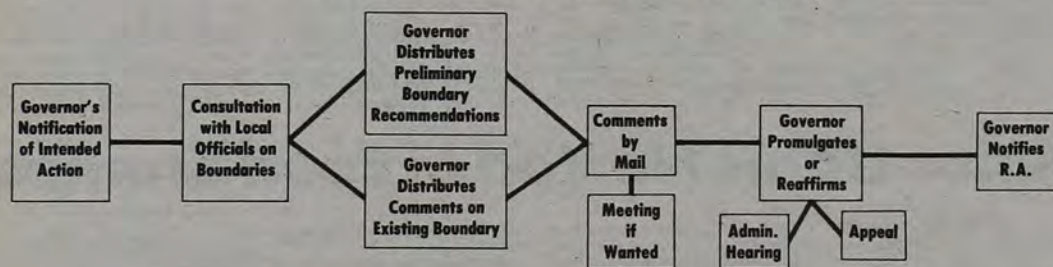 Governor's
Notification
of Intended
Action
Consultation
with Local
Officials on
Boundaries
Governor
Distributes
Preliminary
Boundary
Recommendations
Governor
Distributes
Comments on
Existing Boundary
Comments
by
Mail
Meeting
if
Wanted
Governor
Promulgates
or
Reaffirms
Admin.
Hearing
Appeal
Governor
Notifies
R.A.